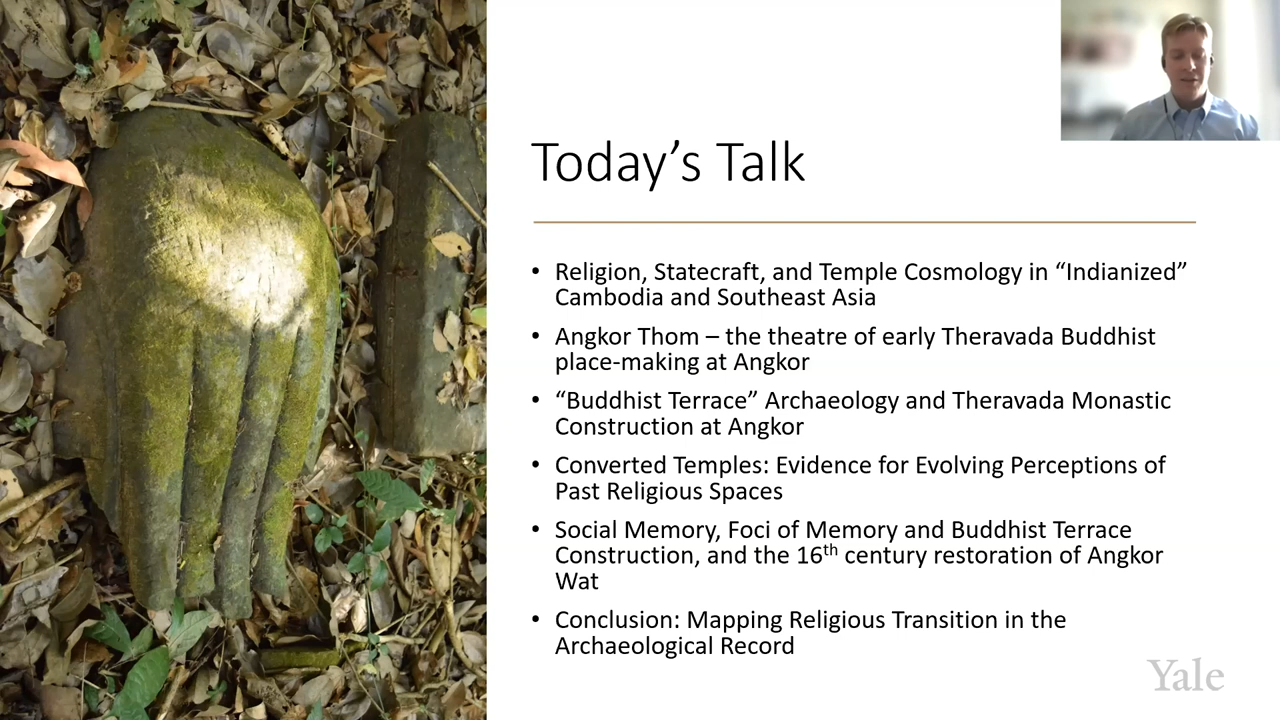 Today’s Talk
• Religion, Statecraft, and Temple Cosmology in “Indianized”
Cambodia and Southeast Asia
• Angkor Thom – the theatre of early Theravada Buddhist
place-making at Angkor
• “Buddhist Terrace” Archaeology and Theravada Monastic
Construction at Angkor
• Converted Temples: Evidence for Evolving Perceptions of
Past Religious Spaces
• Social Memory, Foci of Memory and Buddhist Terrace
Construction, and the 16th century restoration of Angkor
Wat
• Conclusion: Mapping Religious Transition in the
Archaeological Record
Yale